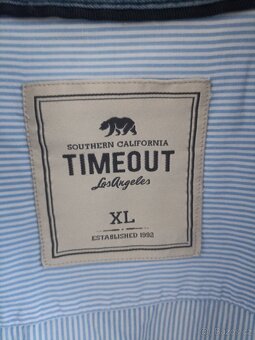 SOUTHERN CALIFORNIA
TIMEOUT
Los Angeles
XL
ESTABLISHED 1992